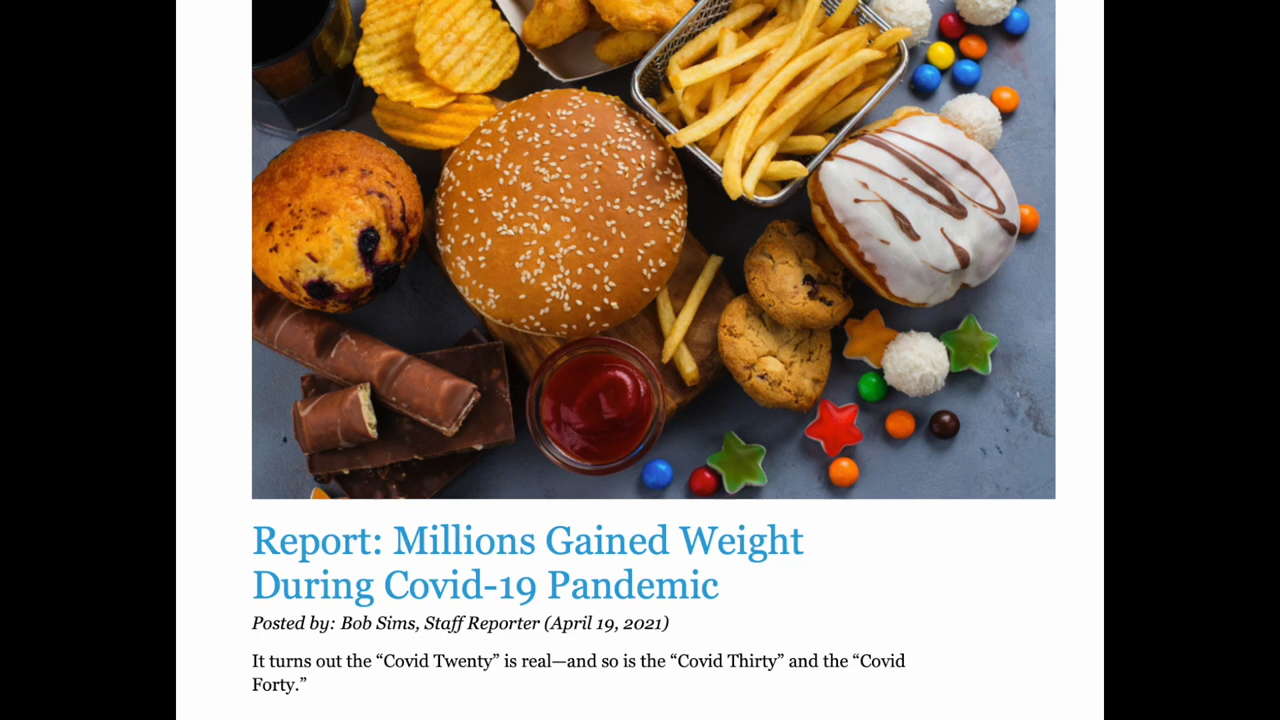 Report: Millions Gained Weight
During Covid-19 Pandemic
Posted by: Bob Sims, Staff Reporter (April 19, 2021)
It turns out the “Covid Twenty” is real—and so is the “Covid Thirty” and the “Covid
Forty.”